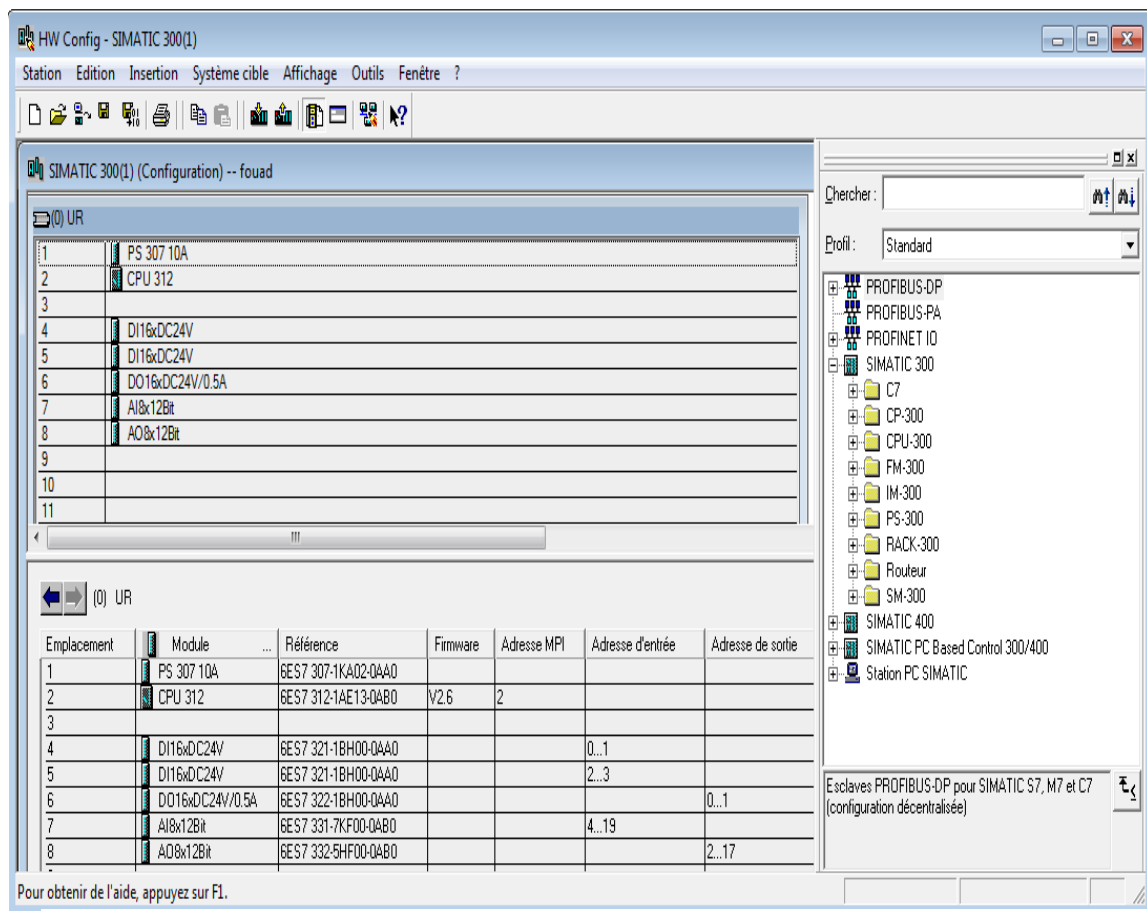 HW Config - SIMATIC 300(1)
Station Edition Insertion Système cible Affichage Outils Fenêtre ?
SIMATIC 300(1) (Configuration) -- fouad
(0) UR
1 PS 307 10A
2 CPU 312
3
4 DI16xDC24V
5 DI16xDC24V
6 DO16xDC24V/0.5A
7 AI8x12Bit
8 AO8x12Bit
9
10
11
(0) UR
Emplacement Module ... Référence Firmware Adresse MPI Adresse d'entrée Adresse de sortie
1 PS 307 10A 6ES7 307-1KA02-0AA0
2 CPU 312 6ES7 312-1AE13-0AB0 V2.6 2
3
4 DI16xDC24V 6ES7 321-1BH00-0AA0 0...1
5 DI16xDC24V 6ES7 321-1BH00-0AA0 2...3
6 DO16xDC24V/0.5A 6ES7 322-1BH00-0AA0 0...1
7 AI8x12Bit 6ES7 331-7KF00-0AB0 4...19
8 AO8x12Bit 6ES7 332-5HF00-0AB0 2...17
Chercher :
Profil : Standard
PROFIBUS-DP
PROFIBUS-PA
PROFINET IO
SIMATIC 300
C7
CP-300
CPU-300
FM-300
IM-300
PS-300
RACK-300
Routeur
SM-300
SIMATIC 400
SIMATIC PC Based Control 300/400
Station PC SIMATIC
Esclaves PROFIBUS-DP pour SIMATIC S7, M7 et C7
(configuration décentralisée)
Pour obtenir de l'aide, appuyez sur F1.